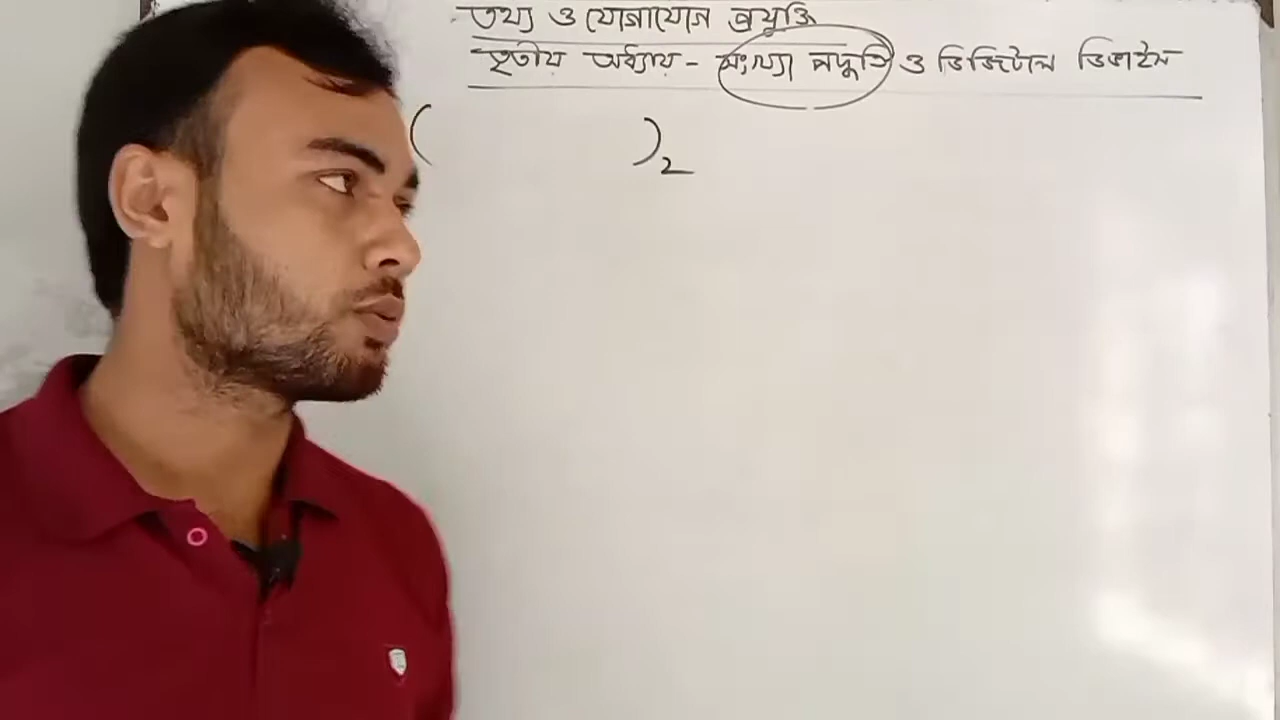 তথ্য ও যোগাযোগ প্রযুক্তি
তৃতীয় অধ্যায় - সংখ্যা পদ্ধতি ও ডিজিটাল ডিভাইস
(          )₂